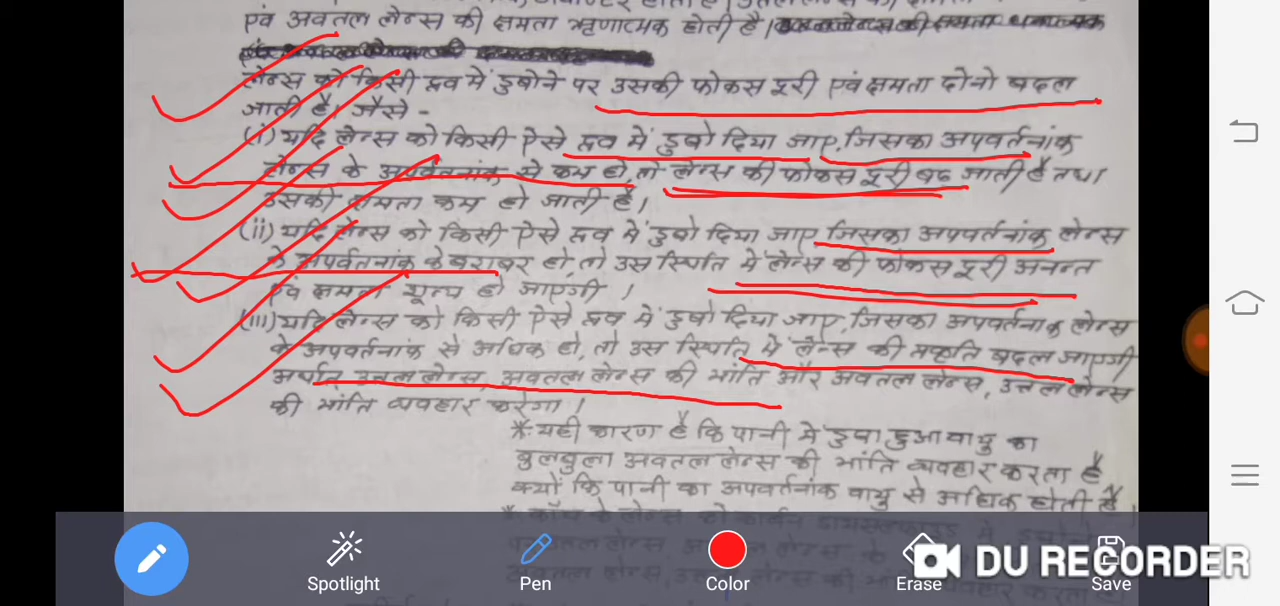 एवं अवतल लेन्स की क्षमता ऋणात्मक होती है।
लेन्स को किसी द्रव में डुबोने पर उसकी फोकस दूरी एवं क्षमता दोनो बदल
जाती है। जैसे -
(i) यदि लेन्स को किसी ऐसे द्रव में डुबो दिया जाए, जिसका अपवर्तनांक
लेन्स के अपवर्तनांक से कम हो, तो लेन्स की फोकस दूरी बढ़ जाती है तथा
उसकी क्षमता कम हो जाती है।
(ii) यदि लेन्स को किसी ऐसे द्रव में डुबो दिया जाए जिसका अपवर्तनांक लेन्स
के अपर्वतनांक के बराबर हो तो उस स्थिति में लेन्स की फोकस दूरी अनन्त
एवं क्षमता शून्य हो जाएगी ।
(iii) यदि लेन्स को किसी ऐसे द्रव में डुबो दिया जाए, जिसका अपवर्तनांक लेन्स
के अपवर्तनांक से अधिक हो, तो उस स्थिति में लेन्स की प्रकृति बदल जाएगी
अर्थात उत्तल लेन्स, अवतल लेन्स की भांति और अवतल लेन्स, उत्तल लेन्स
की भांति व्यवहार करेगा।
*: यही कारण है कि पानी में डुबा हुआ वायु का
बुलबुला अवतल लेन्स की भांति व्यवहार करता है
क्यों कि पानी का अपवर्तनांक वायु से अधिक होती है
Spotlight
Pen
Color
Erase
Save
DU RECORDER